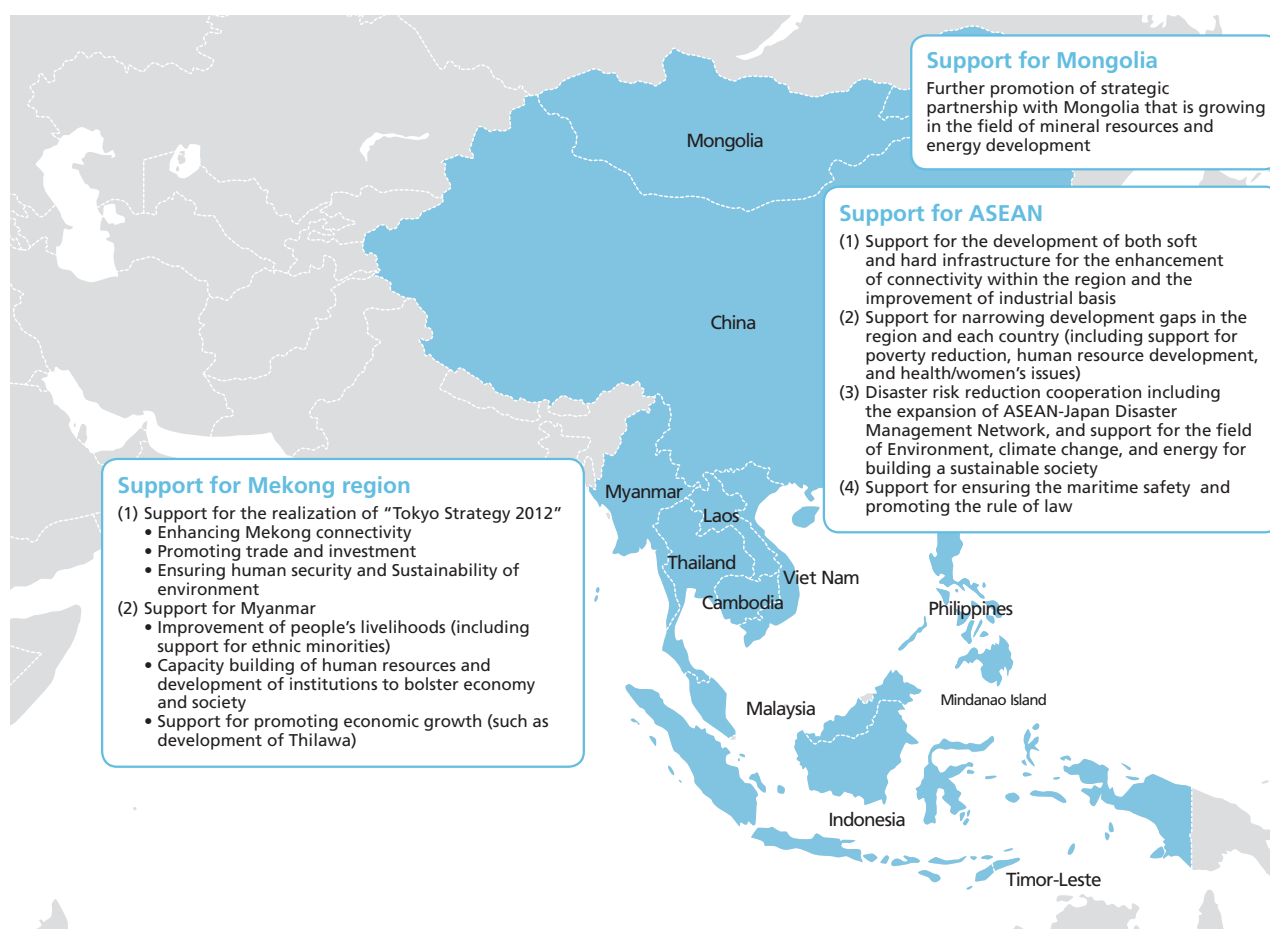 Support for Mongolia
Further promotion of strategic
partnership with Mongolia that is growing
in the field of mineral resources and
energy development
Mongolia
Support for ASEAN
(1) Support for the development of both soft
and hard infrastructure for the enhancement
of connectivity within the region and the
improvement of industrial basis
(2) Support for narrowing development gaps in the
region and each country (including support for
poverty reduction, human resource development,
and health/women's issues)
(3) Disaster risk reduction cooperation including
the expansion of ASEAN-Japan Disaster
Management Network, and support for the field
of Environment, climate change, and energy for
building a sustainable society
(4) Support for ensuring the maritime safety and
promoting the rule of law
China
Support for Mekong region
(1) Support for the realization of “Tokyo Strategy 2012”
• Enhancing Mekong connectivity
• Promoting trade and investment
• Ensuring human security and Sustainability of
environment
(2) Support for Myanmar
• Improvement of people's livelihoods (including
support for ethnic minorities)
• Capacity building of human resources and
development of institutions to bolster economy
and society
• Support for promoting economic growth (such as
development of Thilawa)
Myanmar
Laos
Thailand
Viet Nam
Cambodia
Philippines
Mindanao Island
Malaysia
Indonesia
Timor-Leste